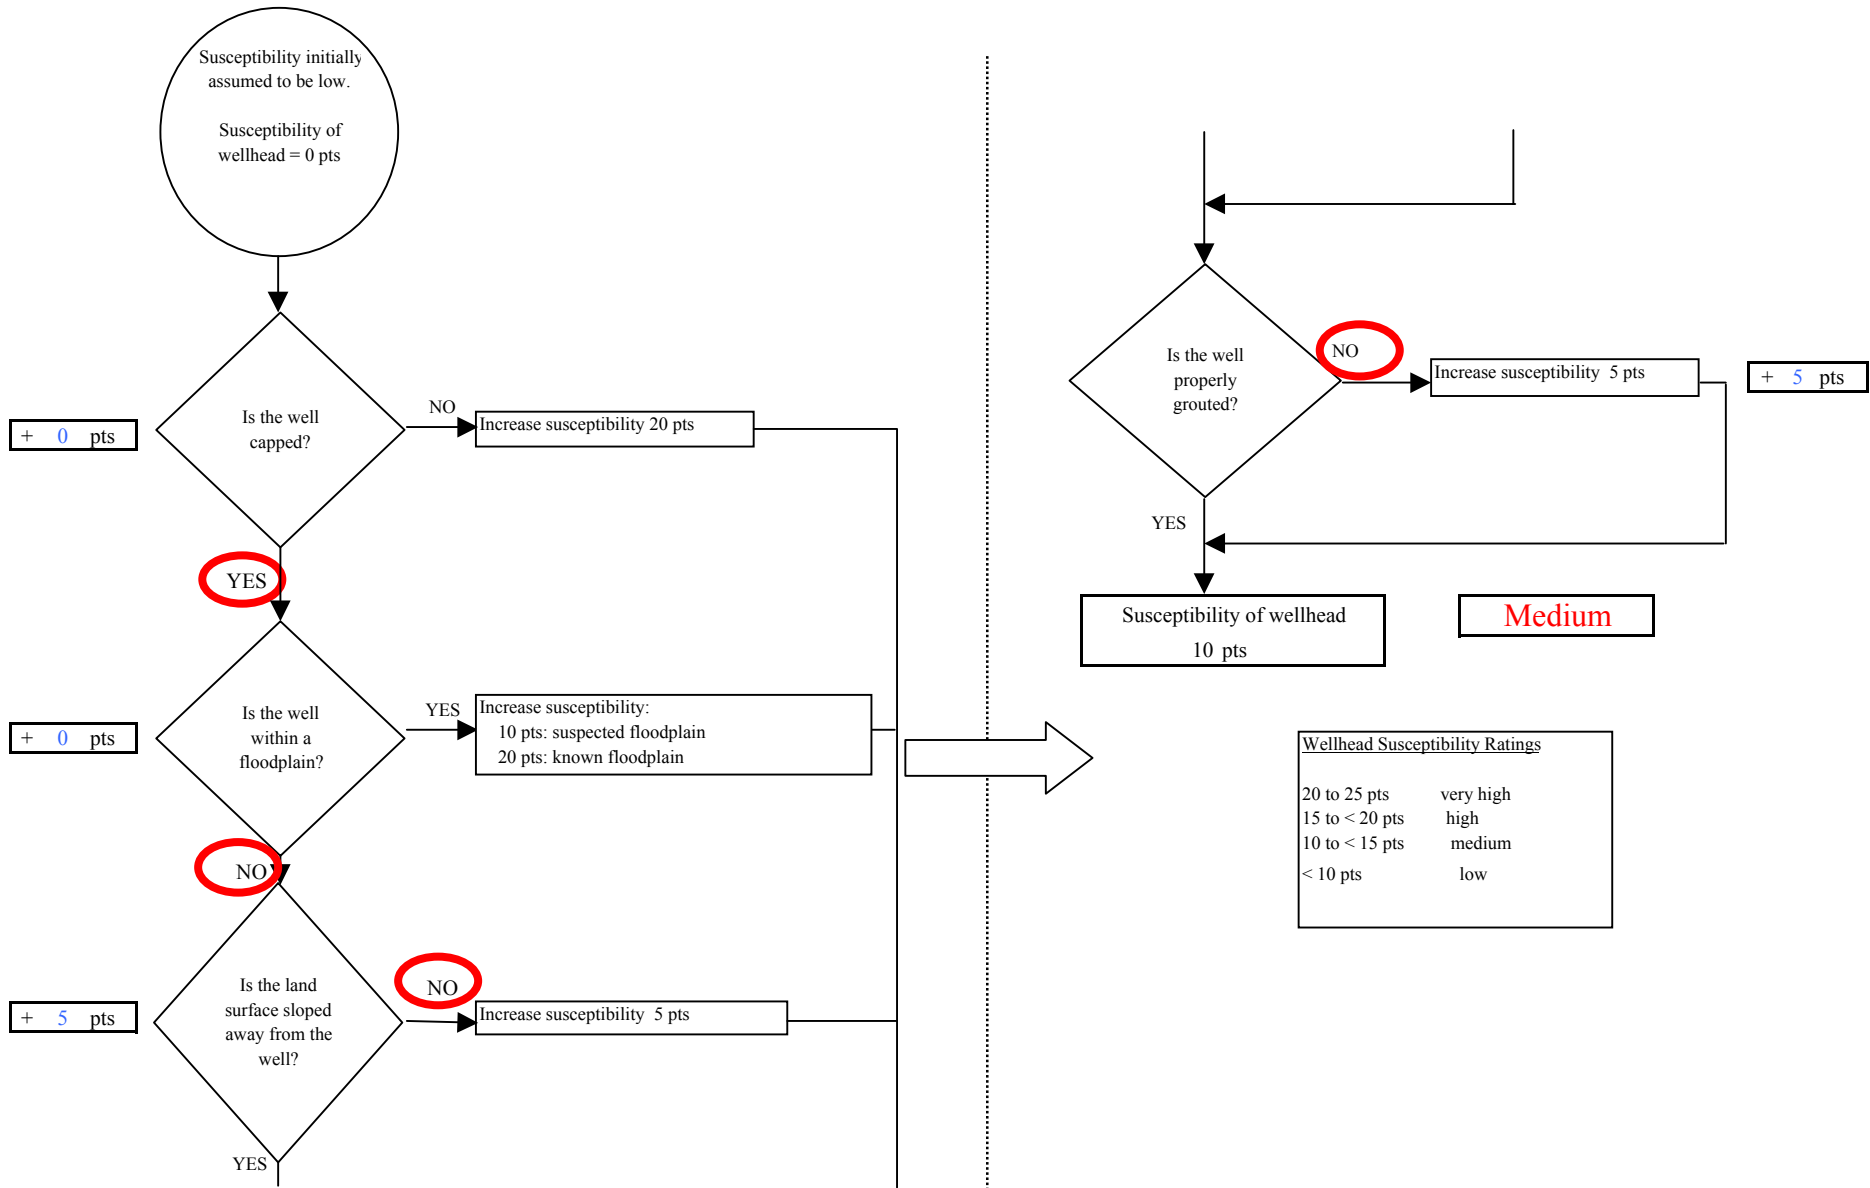 Susceptibility initially
assumed to be low.
Susceptibility of
wellhead = 0 pts
Is the well
capped?
NO
Increase susceptibility 20 pts
+ 0 pts
YES
Is the well
within a
floodplain?
YES
Increase susceptibility:
10 pts: suspected floodplain
20 pts: known floodplain
+ 0 pts
NO
Is the land
surface sloped
away from the
well?
NO
Increase susceptibility 5 pts
+ 5 pts
YES
Is the well
properly
grouted?
NO
Increase susceptibility 5 pts
+ 5 pts
YES
Susceptibility of wellhead
10 pts
Medium
Wellhead Susceptibility Ratings
20 to 25 pts very high
15 to < 20 pts high
10 to < 15 pts medium
< 10 pts low